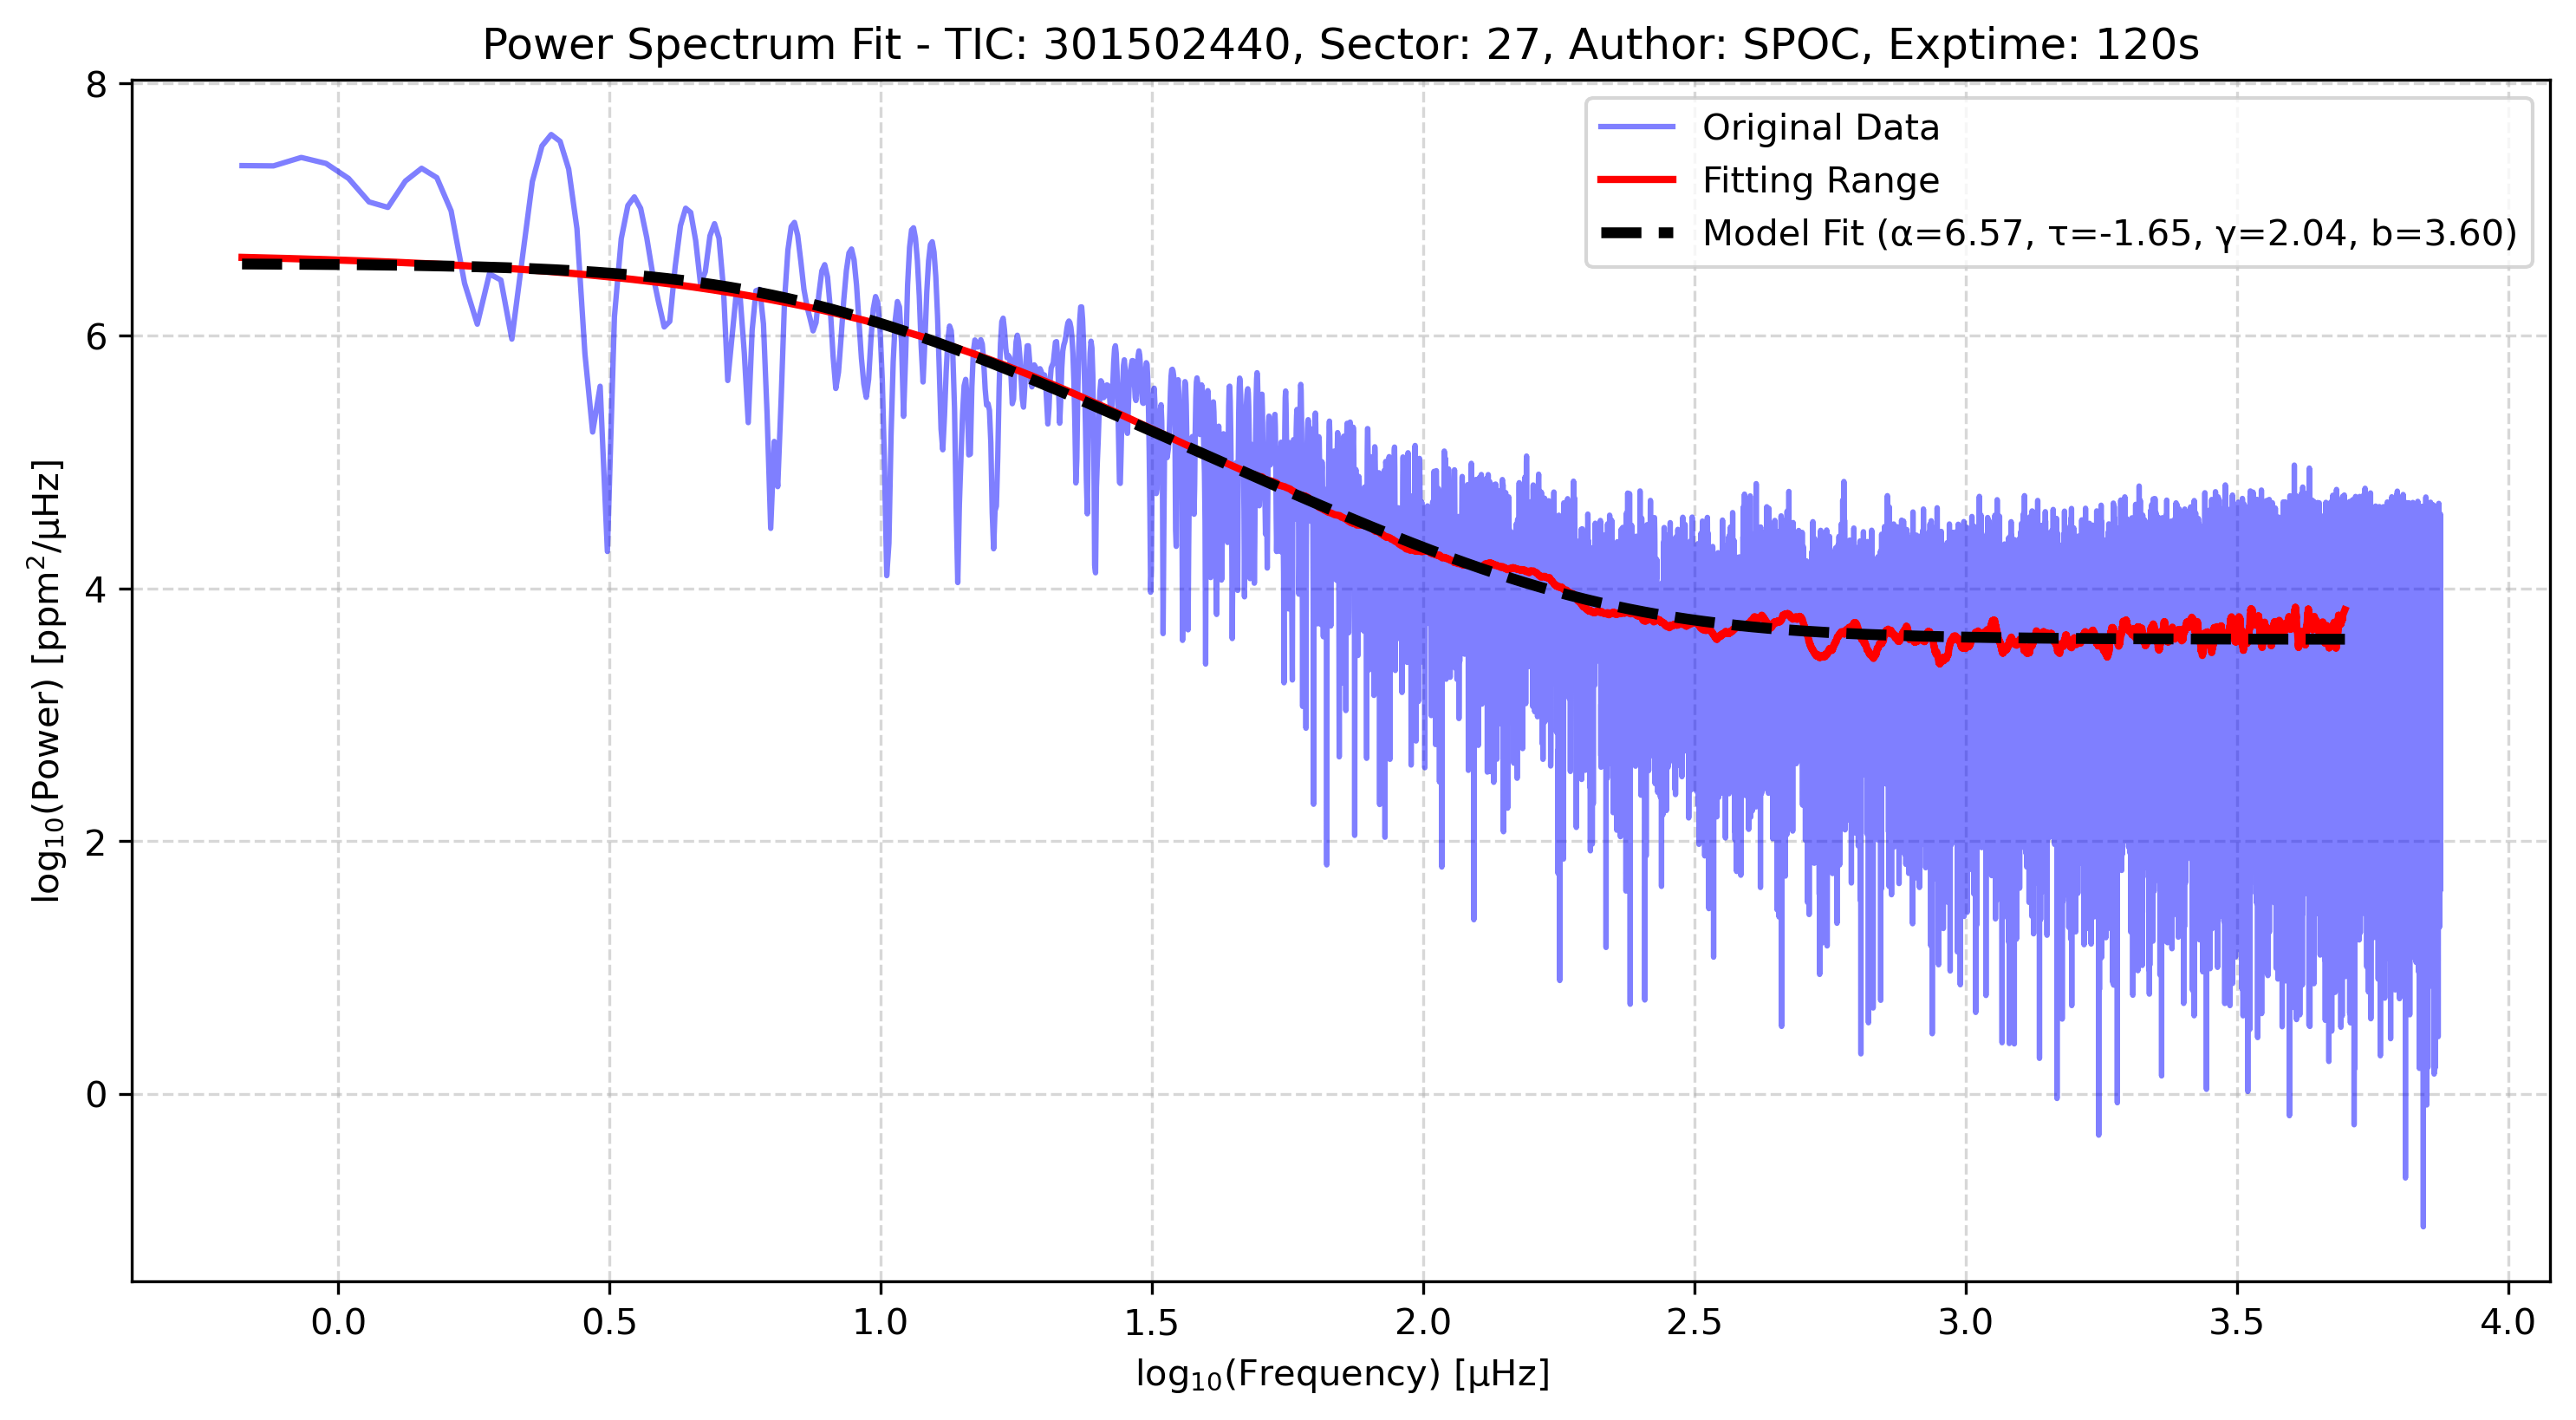 Power Spectrum Fit - TIC: 301502440, Sector: 27, Author: SPOC, Exptime: 120s
Original Data
Fitting Range
Model Fit (α=6.57, τ=-1.65, γ=2.04, b=3.60)
log₁₀(Power) [ppm²/μHz]
8
6
4
2
0
0.0 0.5 1.0 1.5 2.0 2.5 3.0 3.5 4.0
log₁₀(Frequency) [μHz]